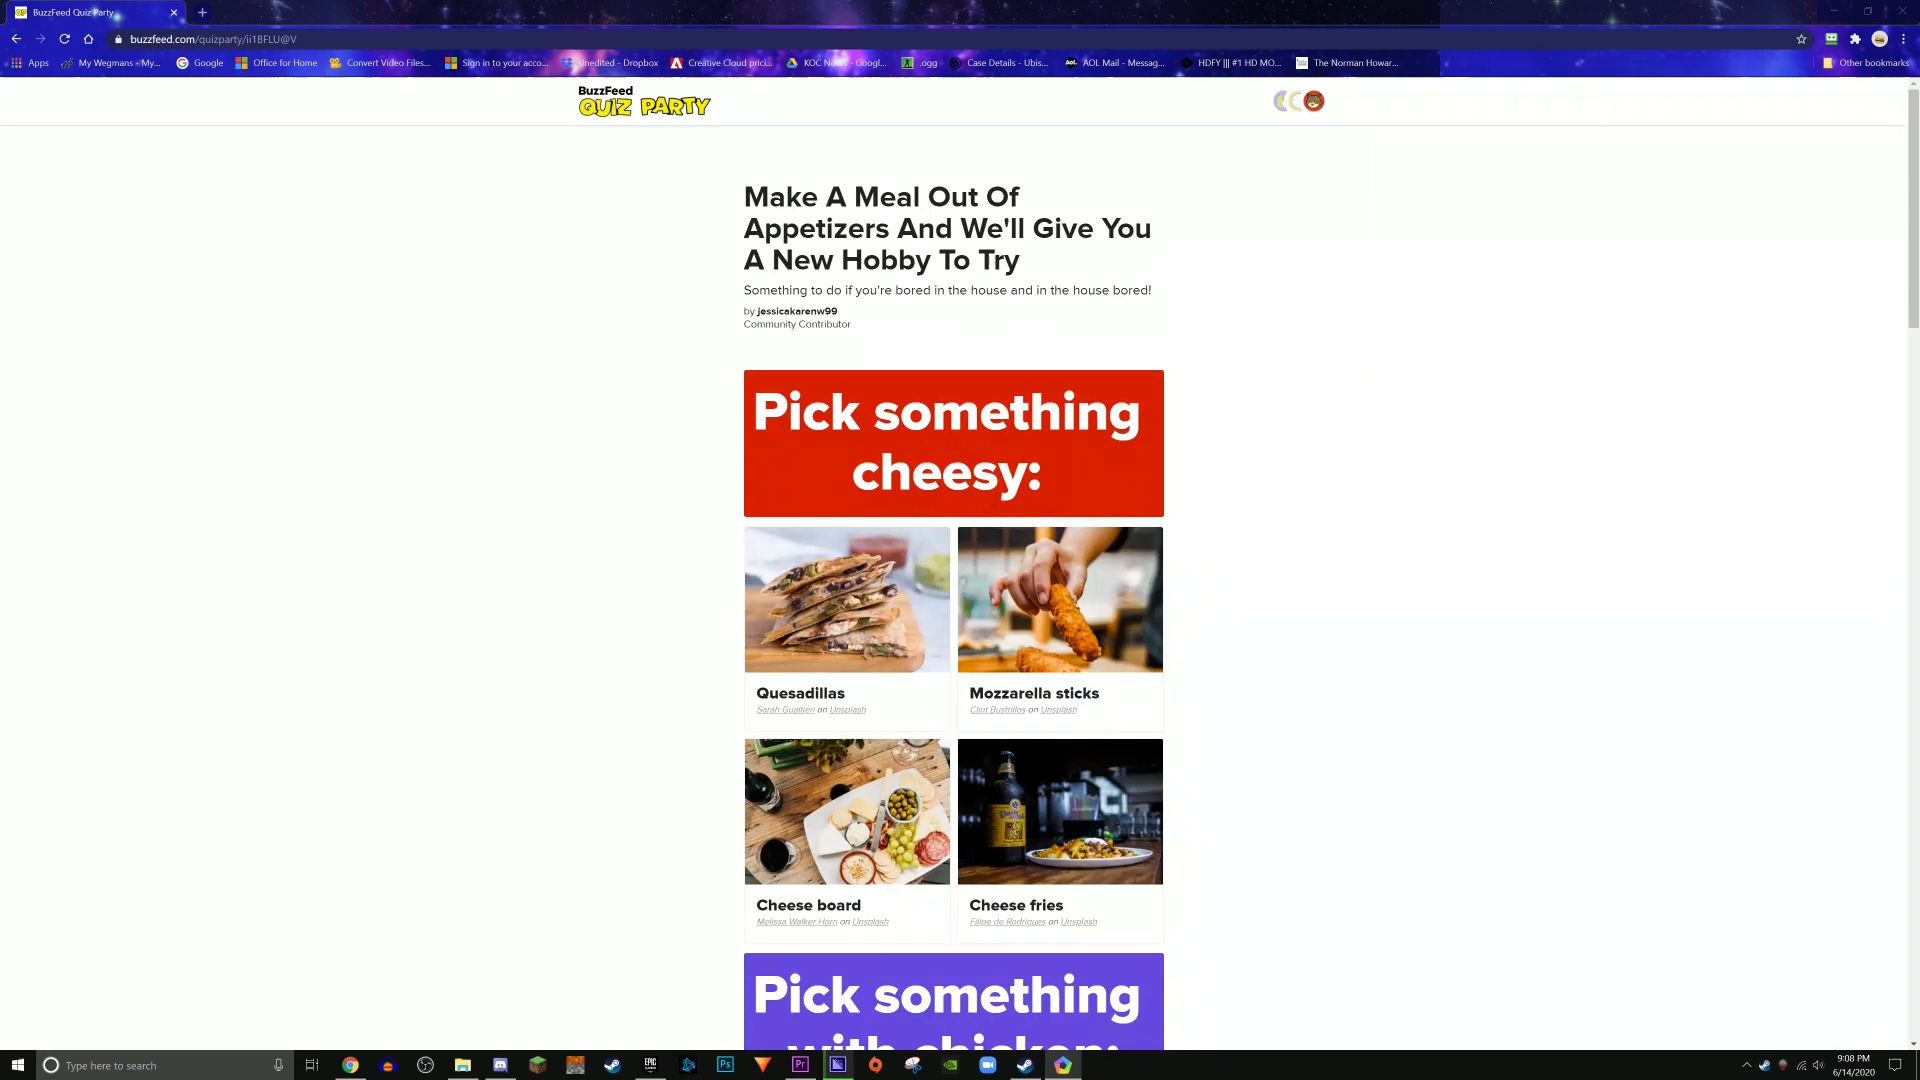 BuzzFeed Quiz Party
buzzfeed.com/quizparty/ii1BFLU@V
Apps My Wegmans - My... Google Office for Home Convert Video Files... Sign in to your acco... Unedited - Dropbox Creative Cloud prici... KOC No - Googl... .ogg Case Details - Ubis... AOL Mail - Messag... HDFY ||| #1 HD MO... The Norman Howar... Other bookmarks
BuzzFeed
QUIZ PARTY
Make A Meal Out Of
Appetizers And We'll Give You
A New Hobby To Try
Something to do if you're bored in the house and in the house bored!
by jessicakarenw99
Community Contributor
Pick something
cheesy:
Quesadillas
Sarah Gualtieri on Unsplash
Mozzarella sticks
Clint Bustrillos on Unsplash
Cheese board
Melissa Walker Horn on Unsplash
Cheese fries
Filipe de Rodrigues on Unsplash
Pick something
with chicken:
Type here to search
9:08 PM
6/14/2020